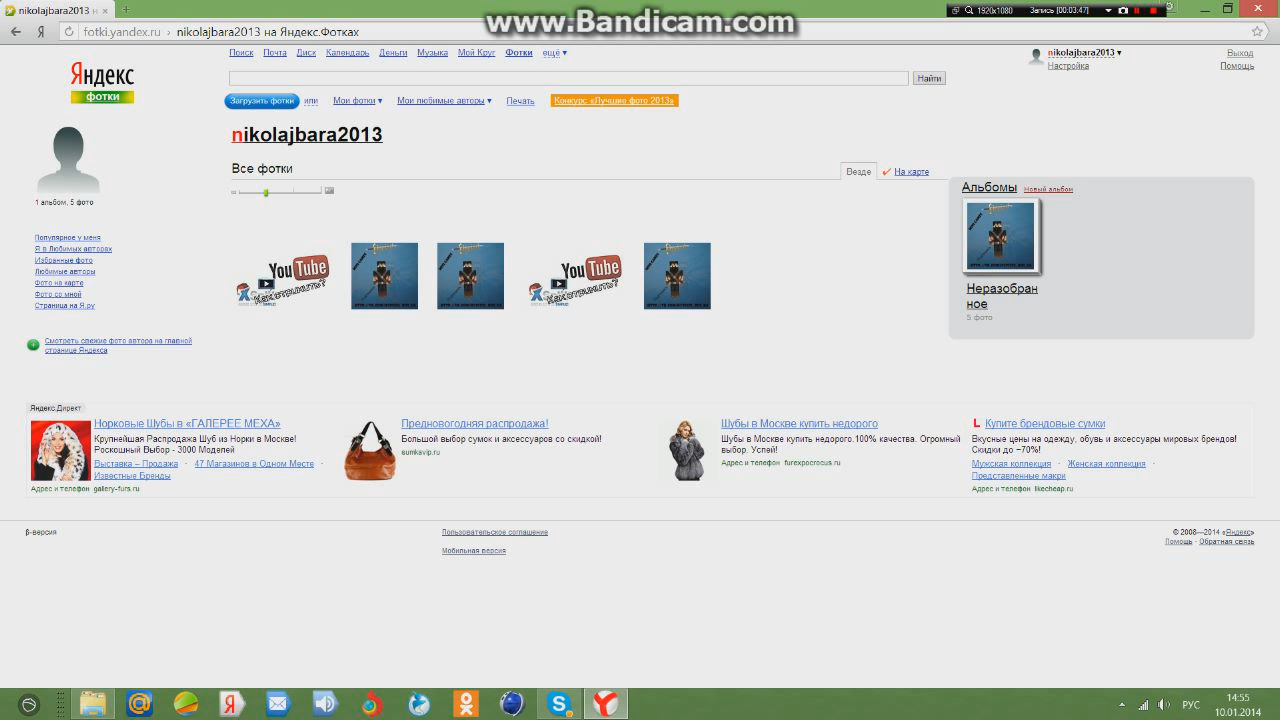 www.Bandicam.com
nikolajbara2013 н
1920x1080 Запись [00:03:47]
Я fotki.yandex.ru › nikolajbara2013 на Яндекс.Фотках
Поиск Почта Диск Календарь Деньги Музыка Мой Круг Фотки ещё ▾
nikolajbara2013 ▾
Настройка
Выход
Помощь
Яндекс
фотки
Найти
Загрузить фотки или Мои фотки ▾ Мои любимые авторы ▾ Печать Конкурс «Лучшие фото 2013»
nikolajbara2013
Все фотки
Везде На карте
1 альбом, 5 фото
Популярное у меня
Я в Любимых авторах
Избранные фото
Любимые авторы
Фото на карте
Фото со мной
Страница на Я.ру
Смотреть свежие фото автора на главной
странице Яндекса
YouTube
YouTube
Альбомы Новый альбом
Неразобран
ное
5 фото
Яндекс.Директ
Норковые Шубы в «ГАЛЕРЕЕ МЕХА»
Крупнейшая Распродажа Шуб из Норки в Москве!
Роскошный Выбор - 3000 Моделей
Выставка – Продажа · 47 Магазинов в Одном Месте ·
Известные Бренды
Адрес и телефон gallery-furs.ru
Предновогодняя распродажа!
Большой выбор сумок и аксессуаров со скидкой!
sumkavip.ru
Шубы в Москве купить недорого
Шубы в Москве купить недорого.100% качества. Огромный
выбор. Успей!
Адрес и телефон furexpocrocus.ru
Купите брендовые сумки
Вкусные цены на одежду, обувь и аксессуары мировых брендов!
Скидки до −70%!
Мужская коллекция · Женская коллекция ·
Представленные макри
Адрес и телефон likecheap.ru
β-версия
Пользовательское соглашение
Мобильная версия
© 2008—2014 «Яндекс»
Помощь · Обратная связь
РУС
14:55
10.01.2014